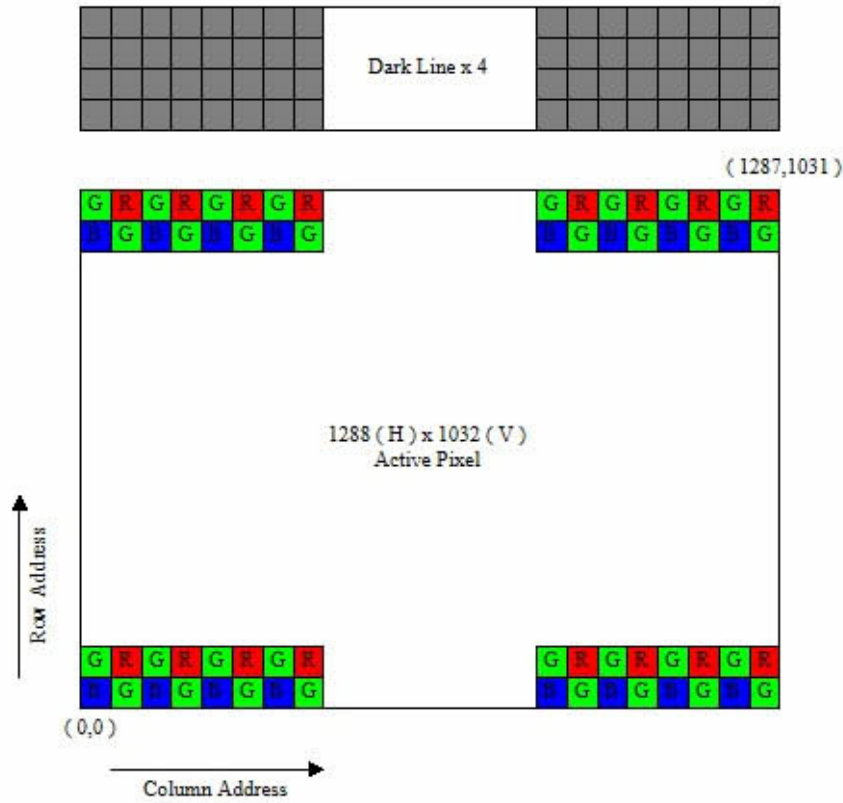 Dark Line x 4
( 1287,1031 )
G R G R G R G R G R G R G R G R
B G B G B G B G B G B G B G B G
1288 ( H ) x 1032 ( V )
Active Pixel
Row Address
G R G R G R G R G R G R G R G R
B G B G B G B G B G B G B G B G
( 0,0 )
Column Address